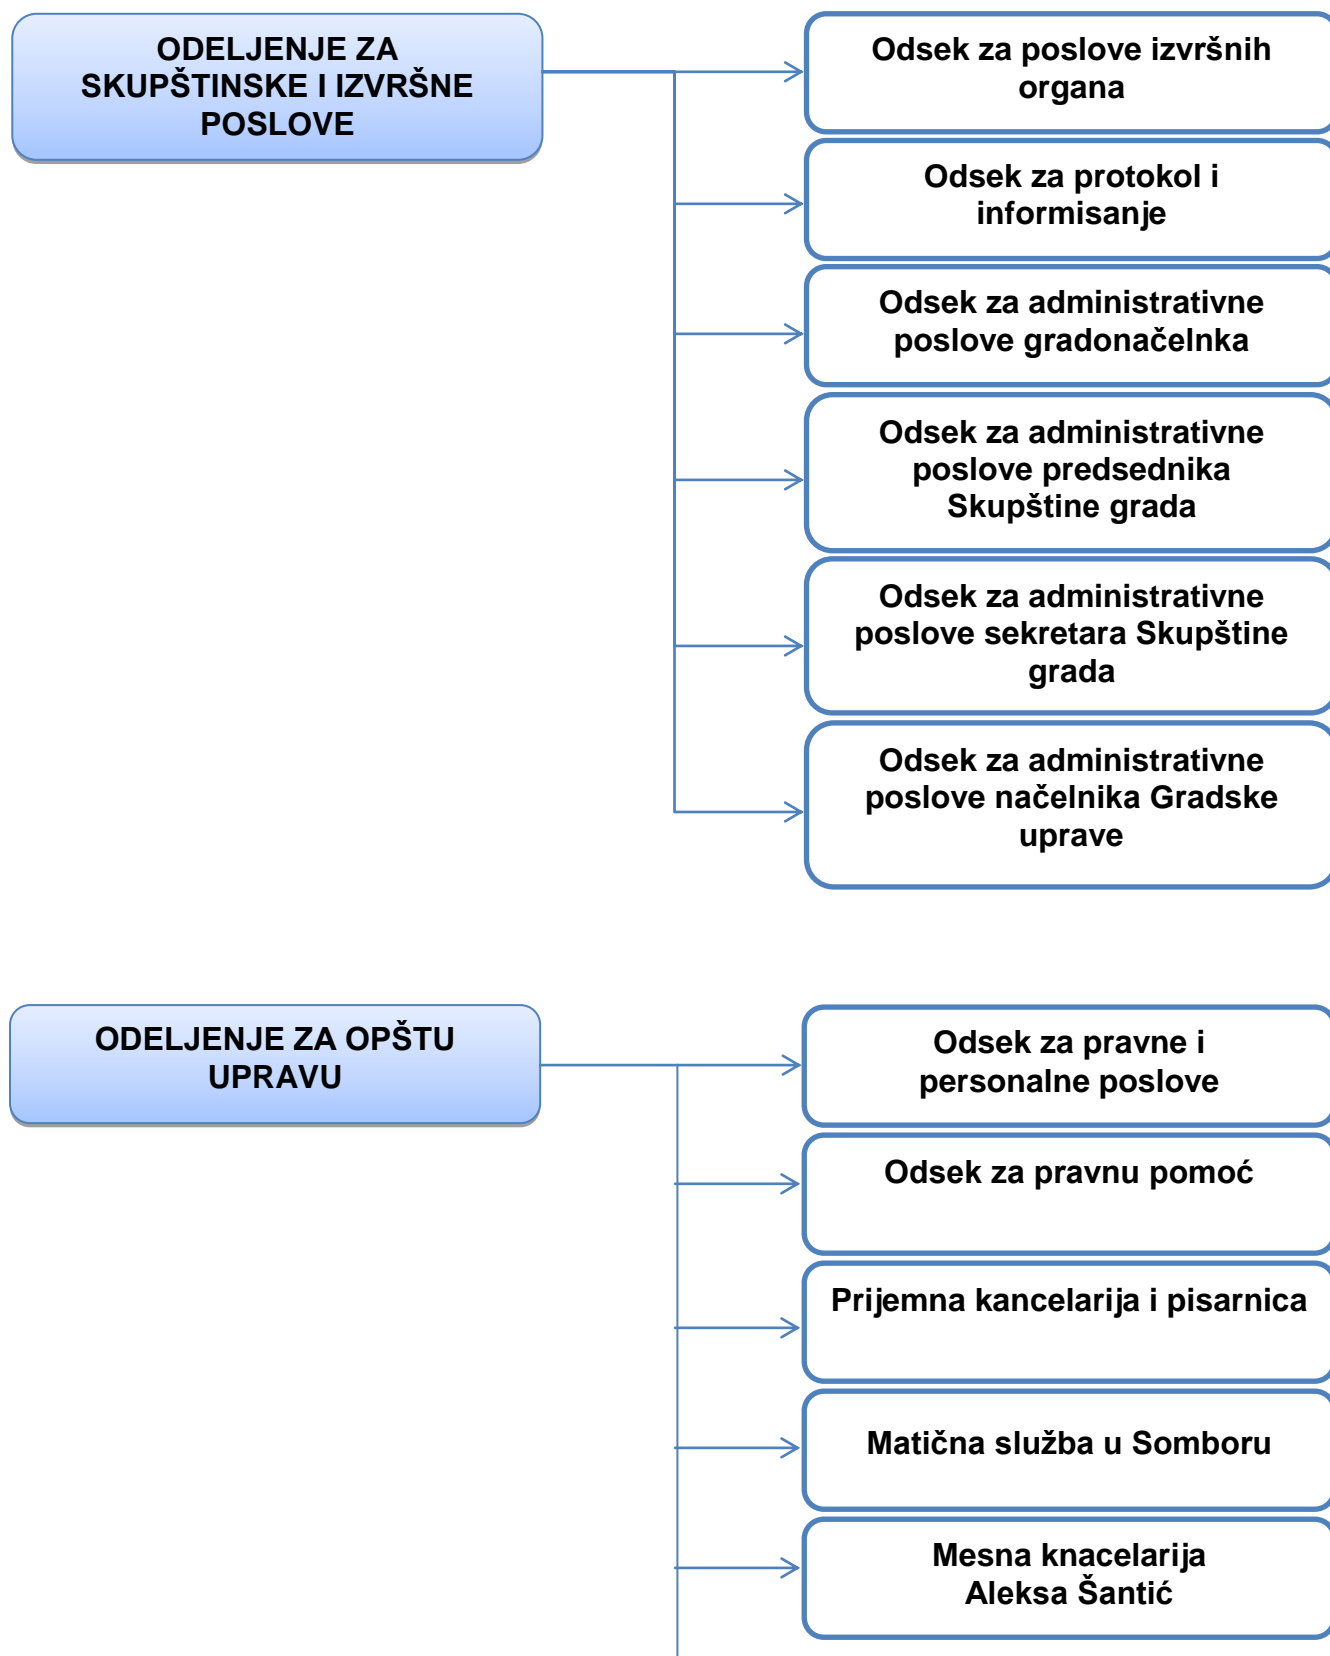 ODELJENJE ZA
SKUPŠTINSKE I IZVRŠNE
POSLOVE
Odsek za poslove izvršnih
organa
Odsek za protokol i
informisanje
Odsek za administrativne
poslove gradonačelnka
Odsek za administrativne
poslove predsednika
Skupštine grada
Odsek za administrativne
poslove sekretara Skupštine
grada
Odsek za administrativne
poslove načelnika Gradske
uprave
ODELJENJE ZA OPŠTU
UPRAVU
Odsek za pravne i
personalne poslove
Odsek za pravnu pomoć
Prijemna kancelarija i pisarnica
Matična služba u Somboru
Mesna knacelarija
Aleksa Šantić